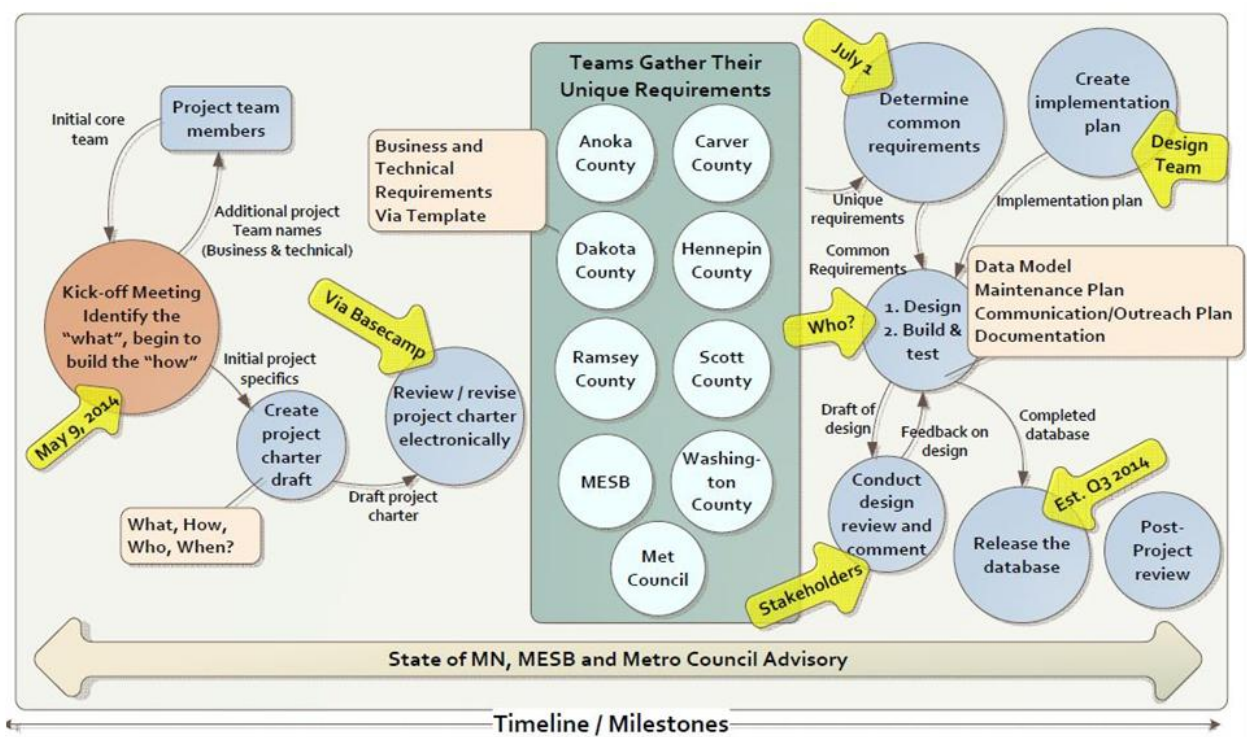 Project team
members
Initial core
team
Additional project
Team names
(Business & technical)
Kick-off Meeting
Identify the
“what”, begin to
build the “how”
May 9, 2014
Initial project
specifics
Create
project
charter
draft
What, How,
Who, When?
Draft project
charter
Via Basecamp
Review / revise
project charter
electronically
Teams Gather Their
Unique Requirements
Business and
Technical
Requirements
Via Template
Anoka
County
Carver
County
Dakota
County
Hennepin
County
Ramsey
County
Scott
County
MESB
Washing-
ton
County
Met
Council
July 1
Determine
common
requirements
Unique
requirements
Create
implementation
plan
Design
Team
Implementation plan
Common
Requirements
Who?
1. Design
2. Build &
test
Data Model
Maintenance Plan
Communication/Outreach Plan
Documentation
Draft of
design
Feedback on
design
Completed
database
Conduct
design
review and
comment
Stakeholders
Est. Q3 2014
Release the
database
Post-
Project
review
State of MN, MESB and Metro Council Advisory
Timeline / Milestones